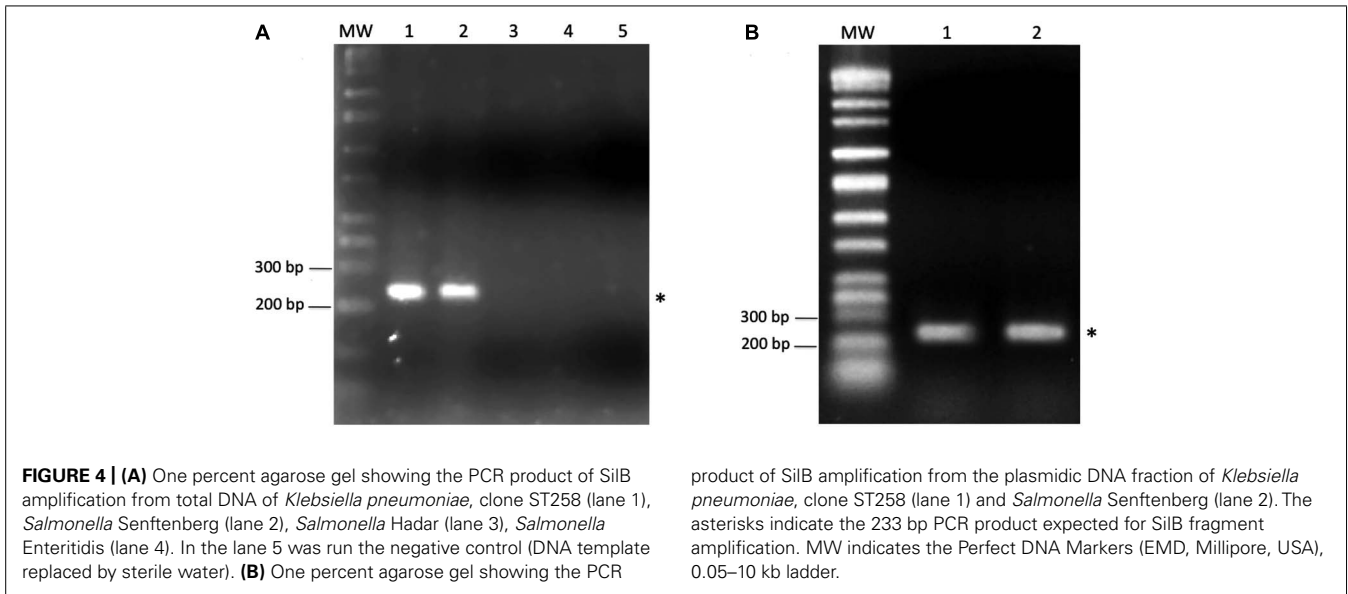 A
MW 1 2 3 4 5
300 bp
200 bp
*
B
MW 1 2
300 bp
200 bp
*
FIGURE 4 | (A) One percent agarose gel showing the PCR product of SilB
amplification from total DNA of Klebsiella pneumoniae, clone ST258 (lane 1),
Salmonella Senftenberg (lane 2), Salmonella Hadar (lane 3), Salmonella
Enteritidis (lane 4). In the lane 5 was run the negative control (DNA template
replaced by sterile water). (B) One percent agarose gel showing the PCR
product of SilB amplification from the plasmidic DNA fraction of Klebsiella
pneumoniae, clone ST258 (lane 1) and Salmonella Senftenberg (lane 2). The
asterisks indicate the 233 bp PCR product expected for SilB fragment
amplification. MW indicates the Perfect DNA Markers (EMD, Millipore, USA),
0.05–10 kb ladder.